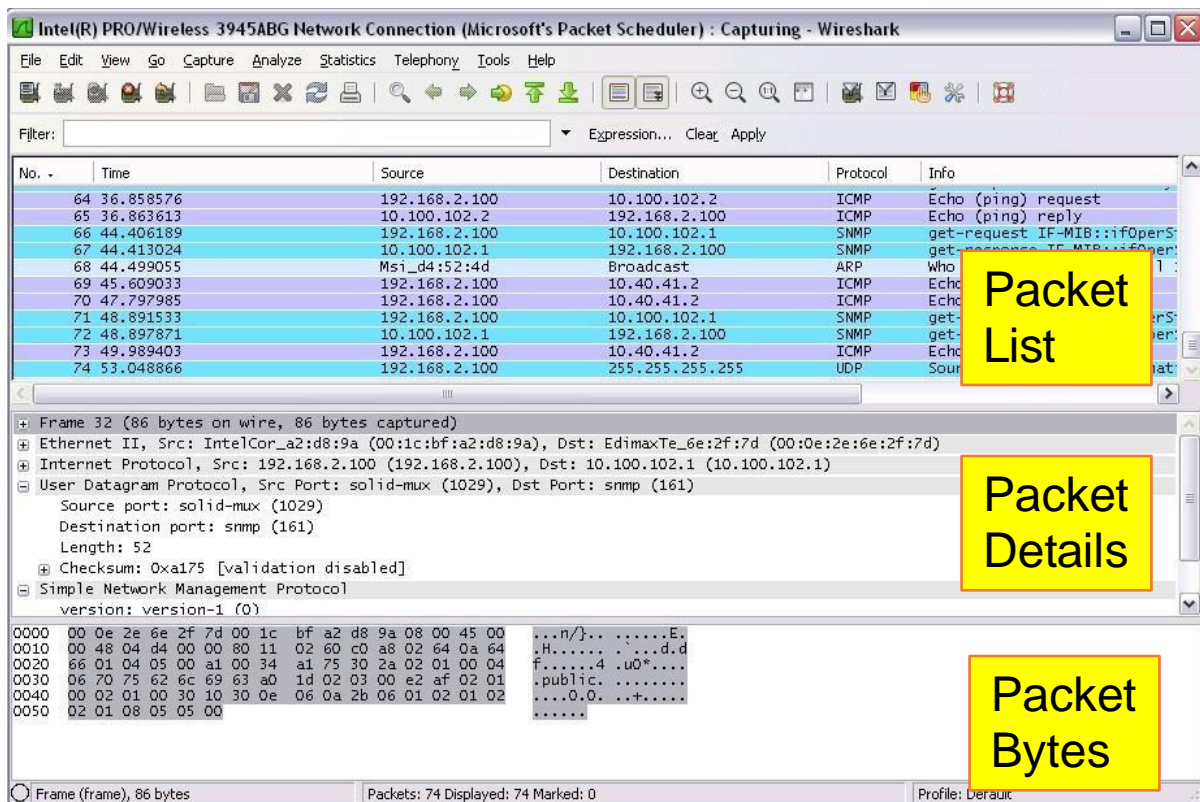 Intel(R) PRO/Wireless 3945ABG Network Connection (Microsoft's Packet Scheduler) : Capturing - Wireshark
File Edit View Go Capture Analyze Statistics Telephony Tools Help
Filter: Expression... Clear Apply
No. Time Source Destination Protocol Info
64 36.858576 192.168.2.100 10.100.102.2 ICMP Echo (ping) request
65 36.863613 10.100.102.2 192.168.2.100 ICMP Echo (ping) reply
66 44.406189 192.168.2.100 10.100.102.1 SNMP get-request IF-MIB::ifOperS
67 44.413024 10.100.102.1 192.168.2.100 SNMP get-response IF-MIB::ifOper
68 44.499055 Msi_d4:52:4d Broadcast ARP Who
69 45.609033 192.168.2.100 10.40.41.2 ICMP Echo
70 47.797985 192.168.2.100 10.40.41.2 ICMP Echo
71 48.891533 192.168.2.100 10.100.102.1 SNMP get-
72 48.897871 10.100.102.1 192.168.2.100 SNMP get-
73 49.989403 192.168.2.100 10.40.41.2 ICMP Echo
74 53.048866 192.168.2.100 255.255.255.255 UDP Sour
Packet
List
Frame 32 (86 bytes on wire, 86 bytes captured)
Ethernet II, Src: IntelCor_a2:d8:9a (00:1c:bf:a2:d8:9a), Dst: EdimaxTe_6e:2f:7d (00:0e:2e:6e:2f:7d)
Internet Protocol, Src: 192.168.2.100 (192.168.2.100), Dst: 10.100.102.1 (10.100.102.1)
User Datagram Protocol, Src Port: solid-mux (1029), Dst Port: snmp (161)
Source port: solid-mux (1029)
Destination port: snmp (161)
Length: 52
Checksum: 0xa175 [validation disabled]
Simple Network Management Protocol
version: version-1 (0)
Packet
Details
0000 00 0e 2e 6e 2f 7d 00 1c bf a2 d8 9a 08 00 45 00 ...n/}.. ......E.
0010 00 48 04 d4 00 00 80 11 02 60 c0 a8 02 64 0a 64 .H...... .`...d.d
0020 66 01 04 05 00 a1 00 34 a1 75 30 2a 02 01 00 04 f......4 .u0*....
0030 06 70 75 62 6c 69 63 a0 1d 02 03 00 e2 af 02 01 .public. ........
0040 00 02 01 00 30 10 30 0e 06 0a 2b 06 01 02 01 02 ....0.0. ..+.....
0050 02 01 08 05 05 00 ......
Packet
Bytes
Frame (frame), 86 bytes Packets: 74 Displayed: 74 Marked: 0 Profile: Default